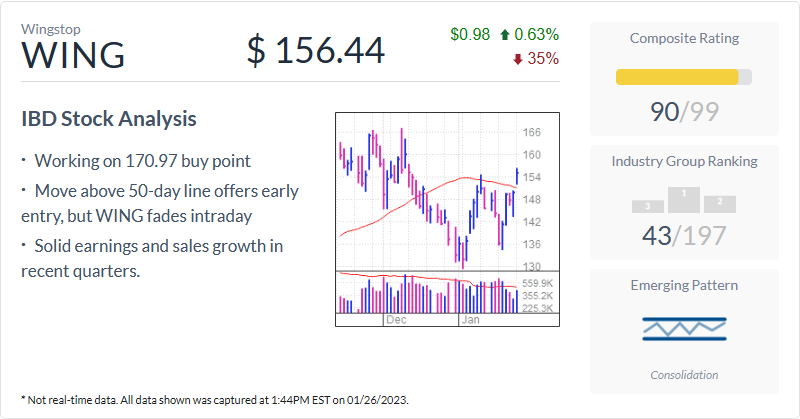 Wingstop
WING
$ 156.44
$0.98 0.63%
35%
IBD Stock Analysis
· Working on 170.97 buy point
· Move above 50-day line offers early
entry, but WING fades intraday
· Solid earnings and sales growth in
recent quarters.
166
160
154
148
142
136
130
559.9K
355.2K
225.3K
Dec
Jan
* Not real-time data. All data shown was captured at 1:44PM EST on 01/26/2023.
Composite Rating
90/99
Industry Group Ranking
3 1 2
43/197
Emerging Pattern
Consolidation